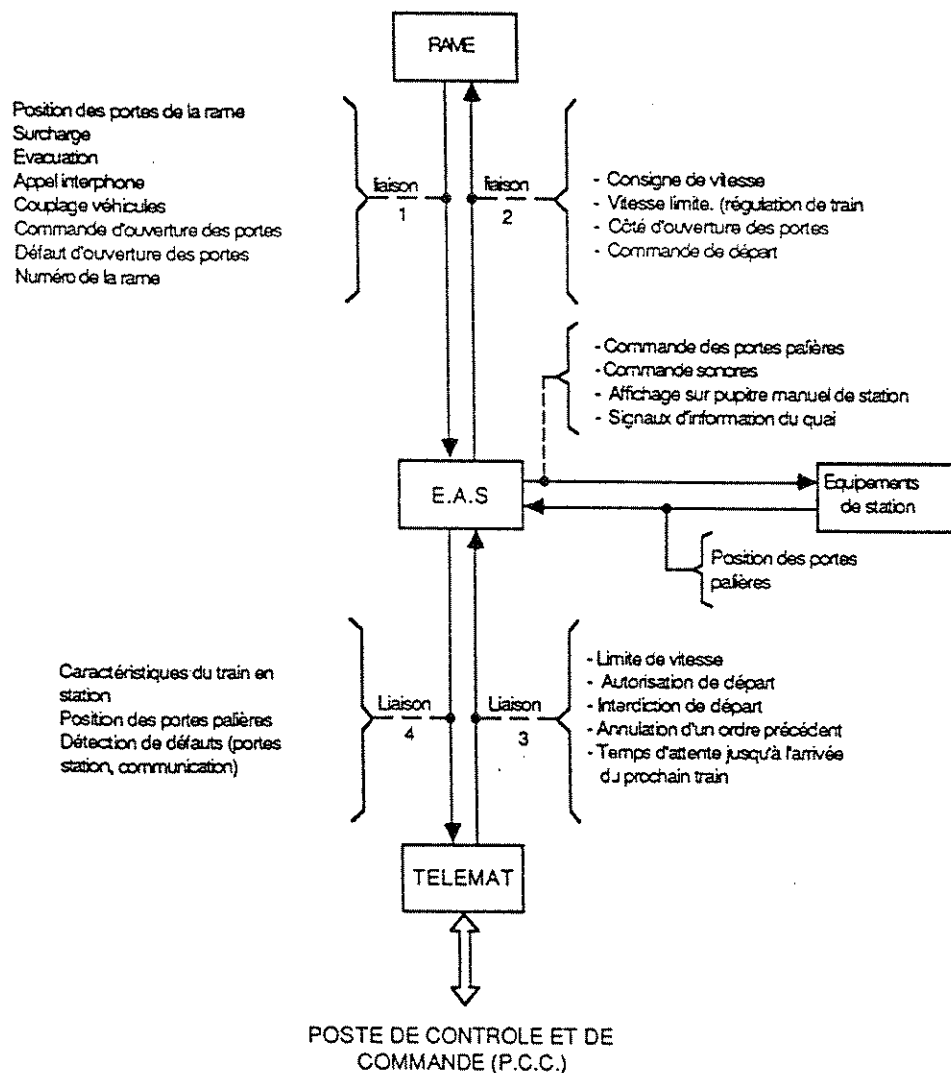 RAME
Position des portes de la rame
Surcharge
Evacuation
Appel interphone
Couplage véhicules
Commande d'ouverture des portes
Défaut d'ouverture des portes
Numéro de la rame
liaison
1
liaison
2
- Consigne de vitesse
- Vitesse limite. (régulation de train
- Côté d'ouverture des portes
- Commande de départ
- Commande des portes palières
- Commande sonores
- Affichage sur pupitre manuel de station
- Signaux d'information du quai
E.A.S
Equipements
de station
Position des portes
palières
Caractéristiques du train en
station
Position des portes palières
Détection de défauts (portes
station, communication)
Liaison
4
Liaison
3
- Limite de vitesse
- Autorisation de départ
- Interdiction de départ
- Annulation d'un ordre précédent
- Temps d'attente jusqu'à l'arrivée
du prochain train
TELEMAT
POSTE DE CONTROLE ET DE
COMMANDE (P.C.C.)